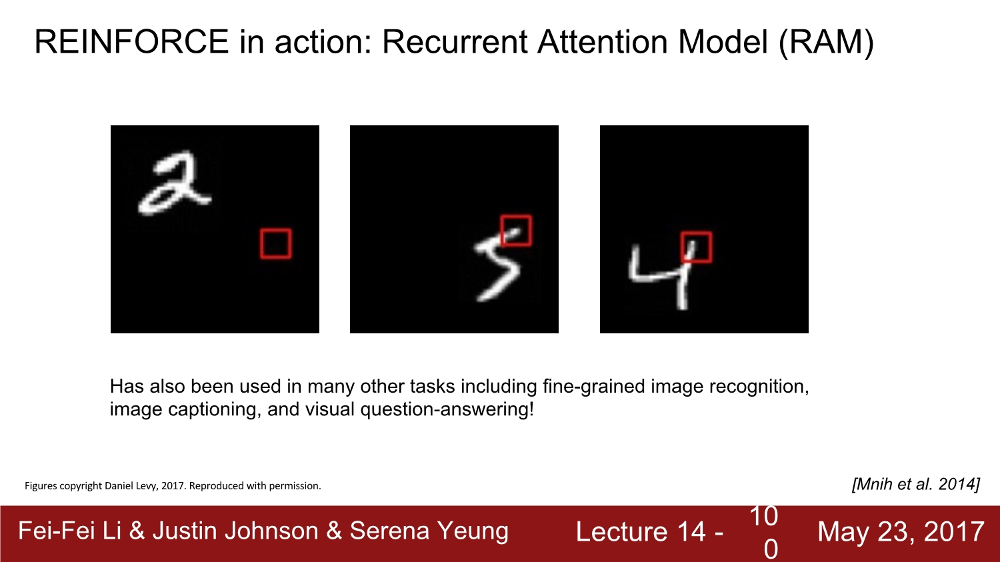 REINFORCE in action: Recurrent Attention Model (RAM)
2
5
4
Has also been used in many other tasks including fine-grained image recognition,
image captioning, and visual question-answering!
Figures copyright Daniel Levy, 2017. Reproduced with permission.
[Mnih et al. 2014]
Fei-Fei Li & Justin Johnson & Serena Yeung
Lecture 14 -
10
0
May 23, 2017